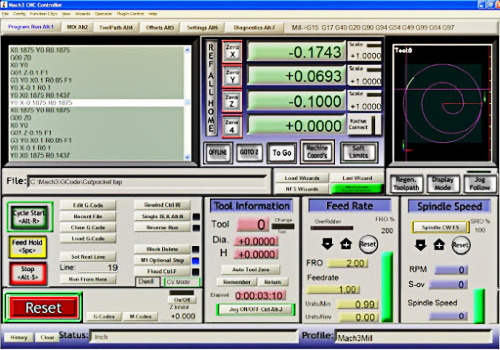 Mach3 CNC Controller
File Config Function Cfg's View Wizards Operator PlugIn Control Help
Program Run Alt-1 MDI Alt2 ToolPath Alt4 Offsets Alt5 Settings Alt6 Diagnostics Alt-7 Mill->G15 G17 G40 G20 G90 G94 G54 G49 G99 G64 G97
X0.1875 Y0 R0.1875
G00 Z0
X0 Y0
G01 Z-0.1 F1
G3 Y0 X0.1 R0.05 F1
Y0 X-0.1 R0.1
X0.1875 Y0 R0.1437
Y0 X-0.1875 R0.1875
X0.1875 Y0 R0.1875
G00 Z0
X0 Y0
G01 Z-0.15 F1
G3 Y0 X0.1 R0.05 F1
Y0 X-0.1 R0.1
X0.1875 Y0 R0.1437
REF ALL HOME
Zero X -0.1743 Scale +1.0000
Zero Y +0.0693 Scale +1.0000
Zero Z -0.1000 Scale +1.0000
Zero 4 +0.0000 Radius Correct
OFFLINE GOTO Z To Go Machine Coord's Soft Limits
Tool:0
File: C:\Mach3\GCode\Cutpocket.tap
Load Wizards Last Wizard
NFS Wizards
Regen. Toolpath Display Mode Jog Follow
Cycle Start <Alt-R>
Feed Hold <Spc>
Stop <Alt-S>
Edit G-Code
Recent File
Close G-Code
Load G-Code
Set Next Line
Line: 19
Run From Here
Rewind Ctrl-W
Single BLK Alt-N
Reverse Run
Block Delete
M1 Optional Stop
Flood Ctrl-F
Dwell CV Mode
Reset
G-Codes M-Codes
On/Off
Z Inhibit
+0.000
Tool Information
Tool 0 Change Tool
Dia. +0.0000
H +0.0000
Auto Tool Zero
Remember Return
Elapsed 0:00:03:10
Jog ON/OFF Ctrl-Alt-J
Feed Rate
OverRidden FRO %
200
Reset
FRO 2.00
Feedrate
1.00
Units/Min 0.99
Units/Rev 0.00
Spindle Speed
Spindle CW F5 SRO %
100
Reset
RPM 0
S-ov 0
Spindle Speed
0
History Clear Status: Inch Profile: Mach3Mill